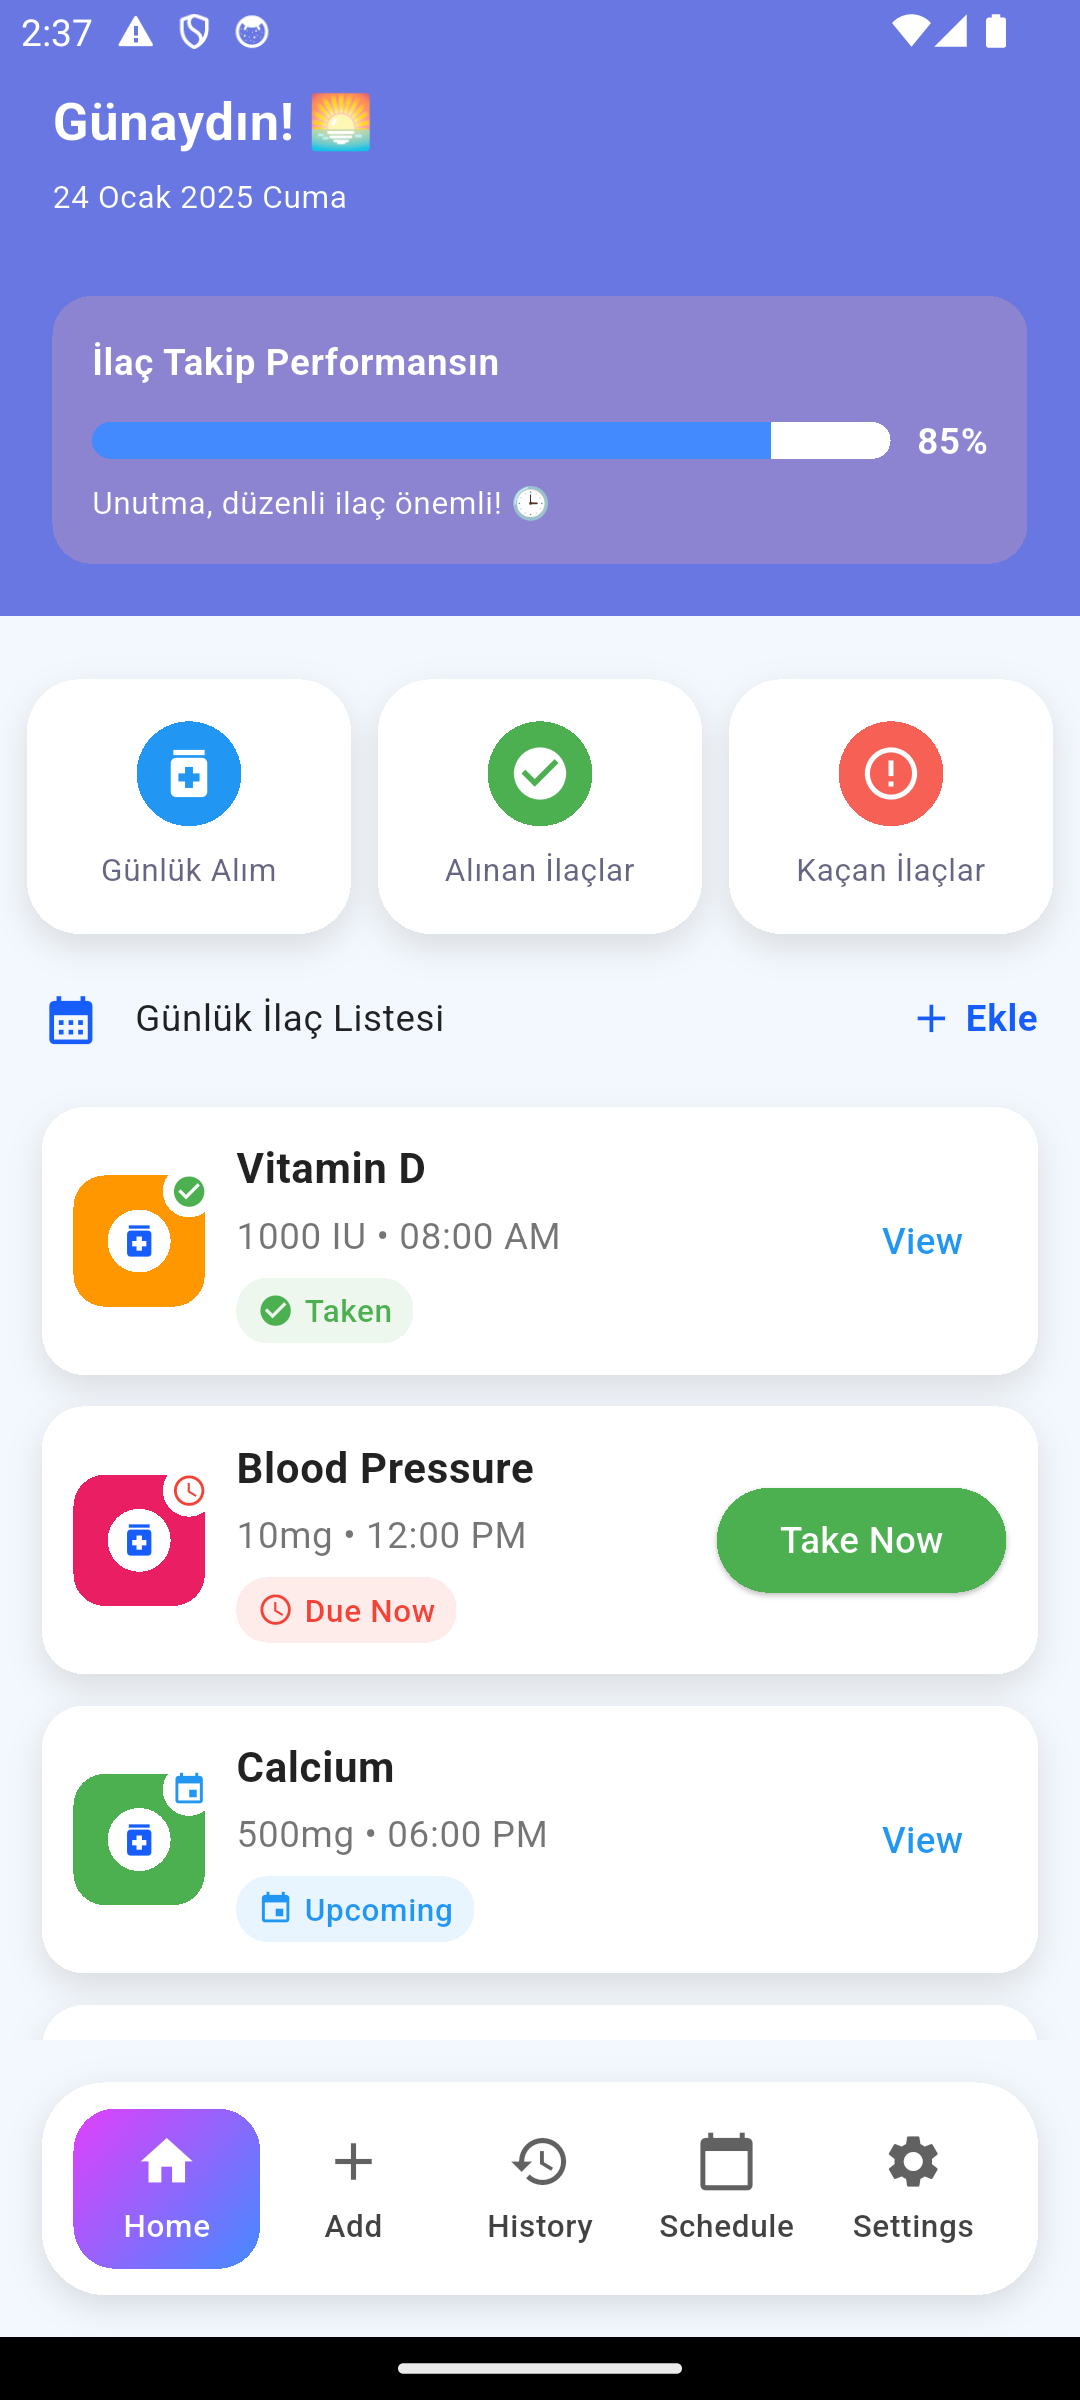 2:37
Günaydın! 🌅
24 Ocak 2025 Cuma
İlaç Takip Performansın
85%
Unutma, düzenli ilaç önemli! 🕒
Günlük Alım
Alınan İlaçlar
Kaçan İlaçlar
Günlük İlaç Listesi
+ Ekle
Vitamin D
1000 IU • 08:00 AM
Taken
View
Blood Pressure
10mg • 12:00 PM
Due Now
Take Now
Calcium
500mg • 06:00 PM
Upcoming
View
Home
Add
History
Schedule
Settings